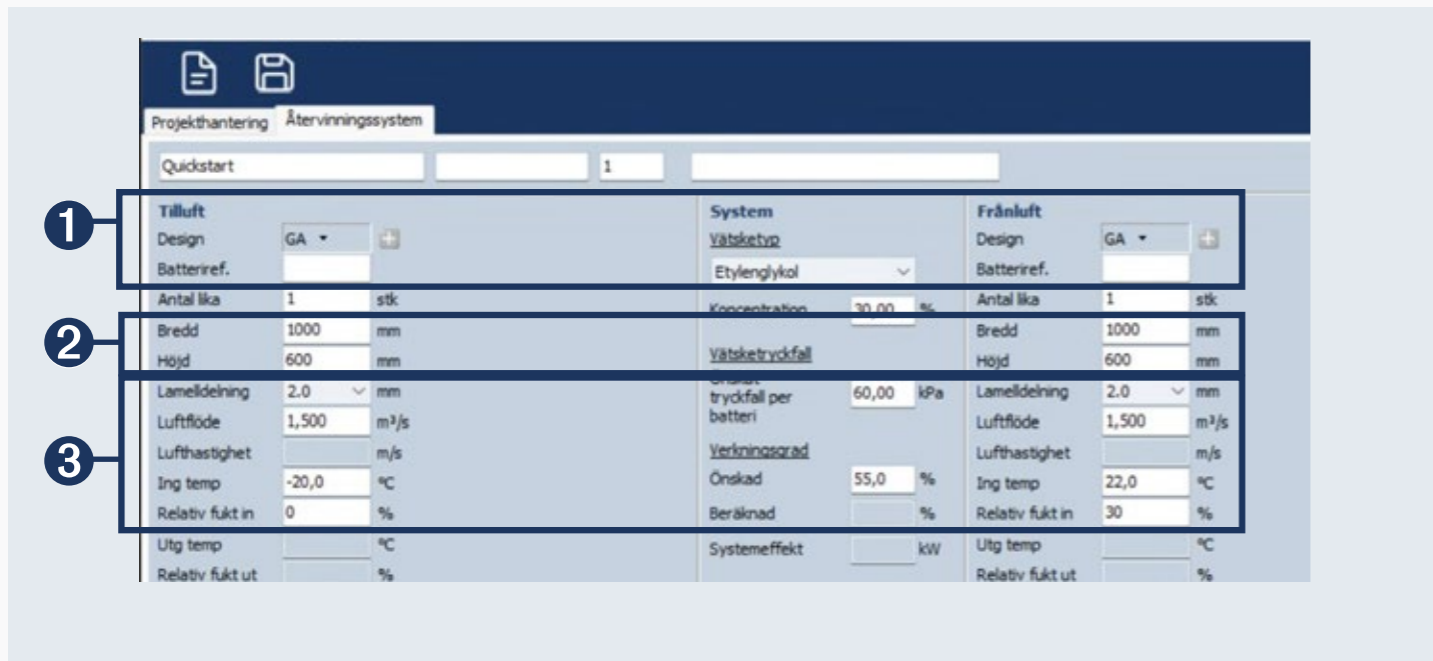 Projekthantering Återvinningssystem
Quickstart 1
1
Tilluft System Frånluft
Design GA Vätsketyp Design GA
Batteriref. Etylenglykol Batteriref.
Antal lika 1 stk Koncentration 30,00 % Antal lika 1 stk
2
Bredd 1000 mm Bredd 1000 mm
Höjd 600 mm Vätsketryckfall Höjd 600 mm
3
Lamelldelning 2.0 mm Önskat tryckfall per batteri 60,00 kPa Lamelldelning 2.0 mm
Luftflöde 1,500 m³/s Luftflöde 1,500 m³/s
Lufthastighet m/s Verkningsgrad Lufthastighet m/s
Ing temp -20,0 °C Önskad 55,0 % Ing temp 22,0 °C
Relativ fukt in 0 % Beräknad % Relativ fukt in 30 %
Utg temp °C Systemeffekt kW Utg temp °C
Relativ fukt ut % Relativ fukt ut %